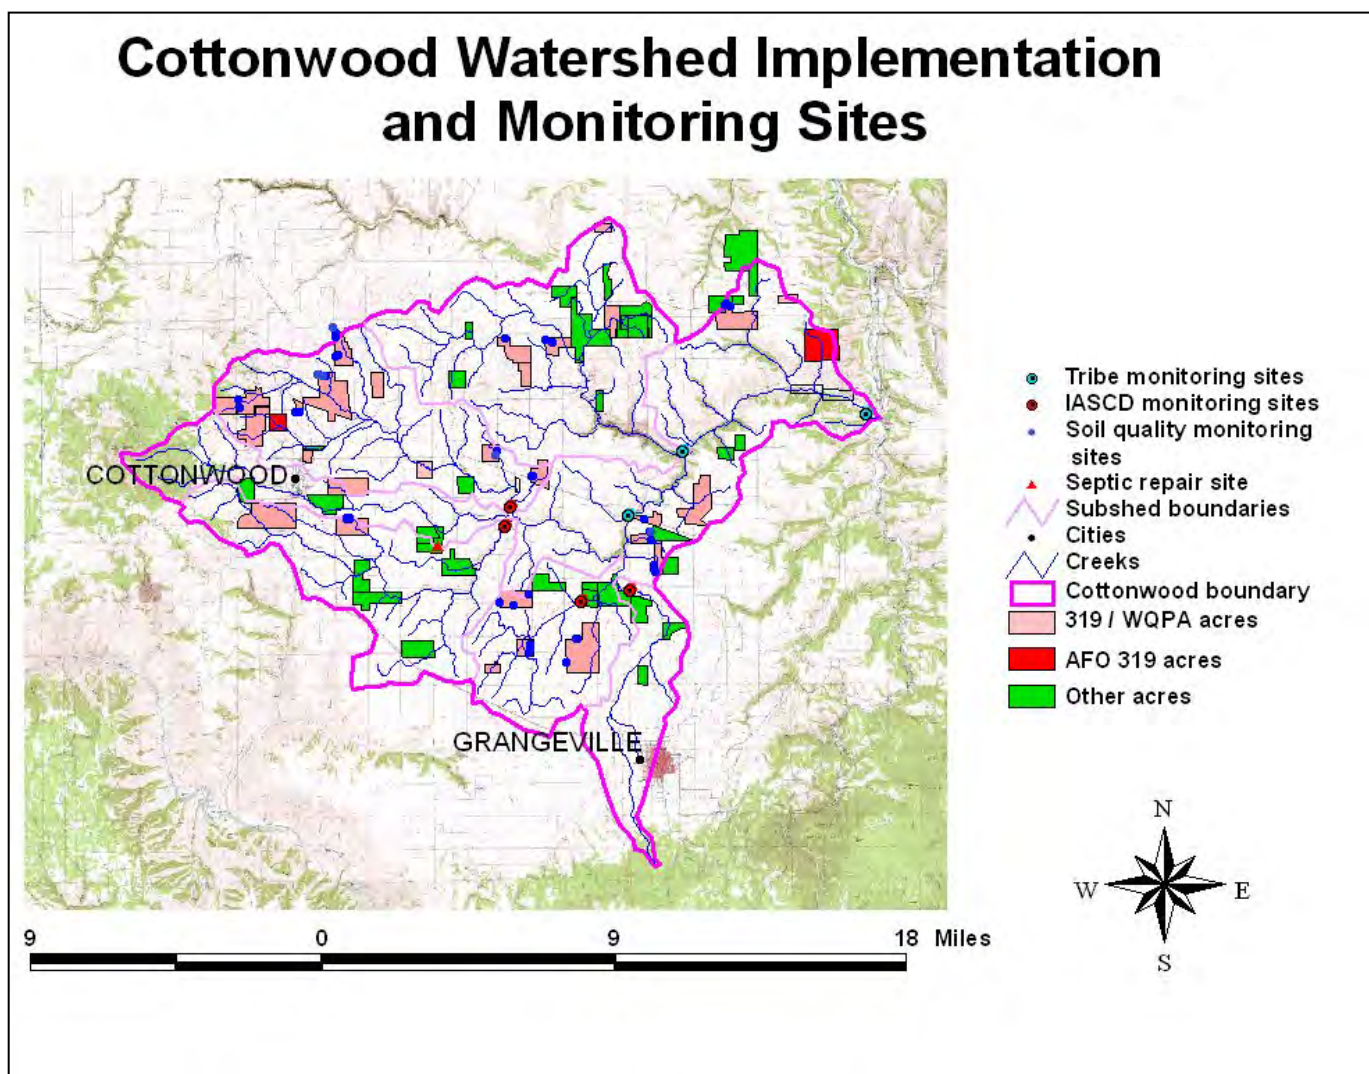 Cottonwood Watershed Implementation
and Monitoring Sites
COTTONWOOD
GRANGEVILLE
Tribe monitoring sites
IASCD monitoring sites
Soil quality monitoring
sites
Septic repair site
Subshed boundaries
Cities
Creeks
Cottonwood boundary
319 / WQPA acres
AFO 319 acres
Other acres
N
W E
S
9 0 9 18 Miles